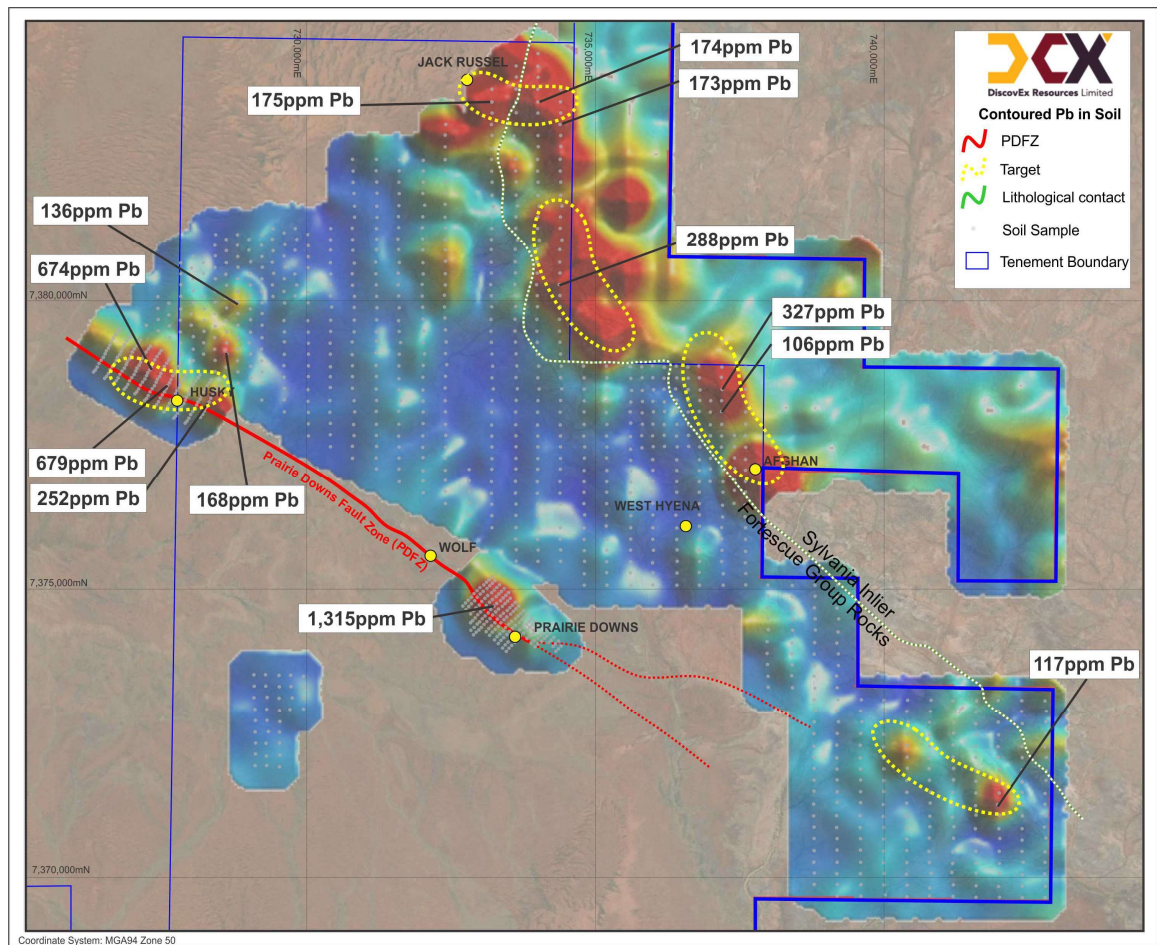 730,000mE
735,000mE
740,000mE
JACK RUSSEL
174ppm Pb
173ppm Pb
175ppm Pb
DCX
DiscovEx Resources Limited
Contoured Pb in Soil
PDFZ
Target
Lithological contact
Soil Sample
Tenement Boundary
136ppm Pb
674ppm Pb
288ppm Pb
7,380,000mN
327ppm Pb
106ppm Pb
HUSKY
679ppm Pb
252ppm Pb
168ppm Pb
Prairie Downs Fault Zone (PDFZ)
AFGHAN
WEST HYENA
WOLF
Sylvania Inlier
Fortescue Group Rocks
7,375,000mN
1,315ppm Pb
PRAIRIE DOWNS
117ppm Pb
7,370,000mN
Coordinate System: MGA94 Zone 50